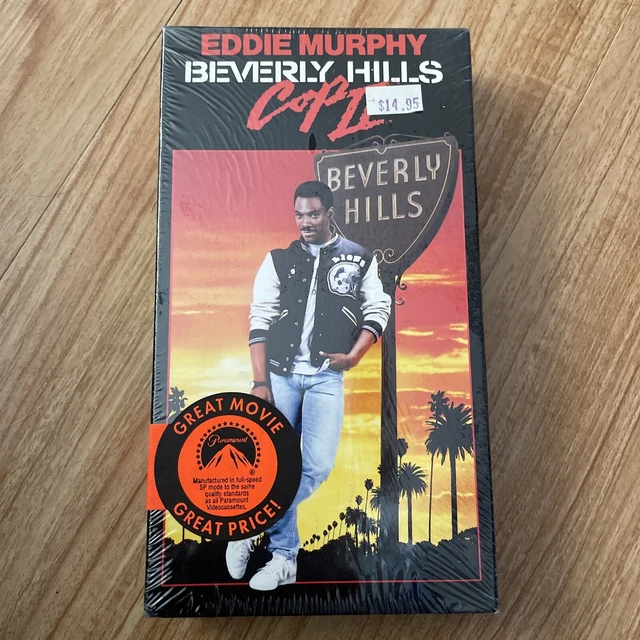 EDDIE MURPHY
BEVERLY HILLS
Cop II
$14.95
BEVERLY
HILLS
LIONS
GREAT MOVIE
Paramount
®
Manufactured in full-speed
SP mode to the same
quality standards
as all Paramount
Videocassettes.
GREAT PRICE!